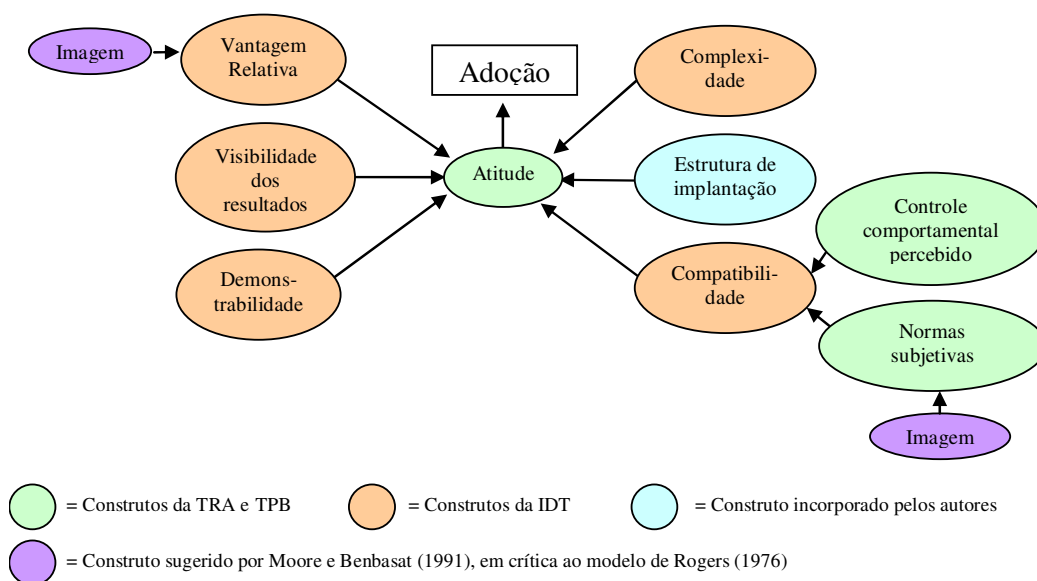 Imagem
Vantagem
Relativa
Adoção
Complexi-
dade
Visibilidade
dos
resultados
Atitude
Estrutura de
implantação
Controle
comportamental
percebido
Demons-
trabilidade
Compatibili-
dade
Normas
subjetivas
Imagem
= Construtos da TRA e TPB
= Construtos da IDT
= Construto incorporado pelos autores
= Construto sugerido por Moore e Benbasat (1991), em crítica ao modelo de Rogers (1976)